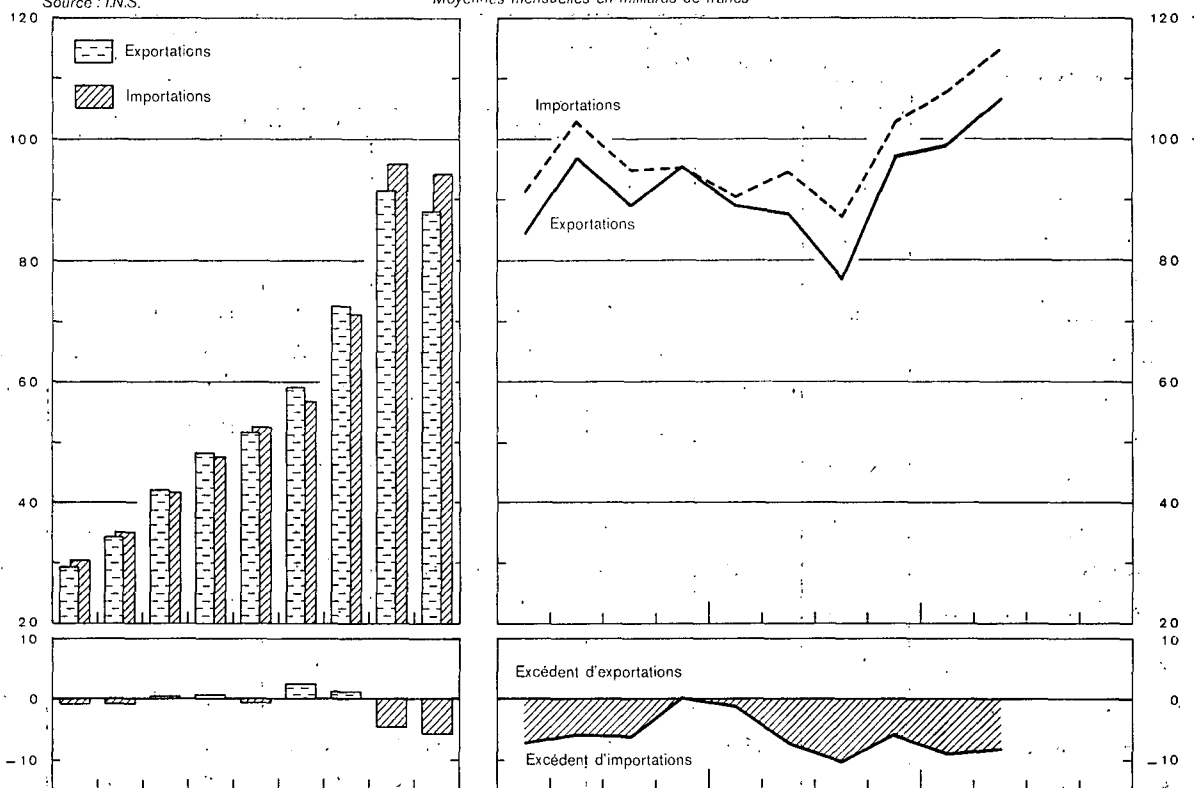 Source : I.N.S.
Moyennes mensuelles en milliards de francs
120
100
80
60
40
20
10
0
-10
Exportations
Importations
Importations
Exportations
120
100
80
60
40
20
10
0
-10
Excédent d'exportations
Excédent d'importations